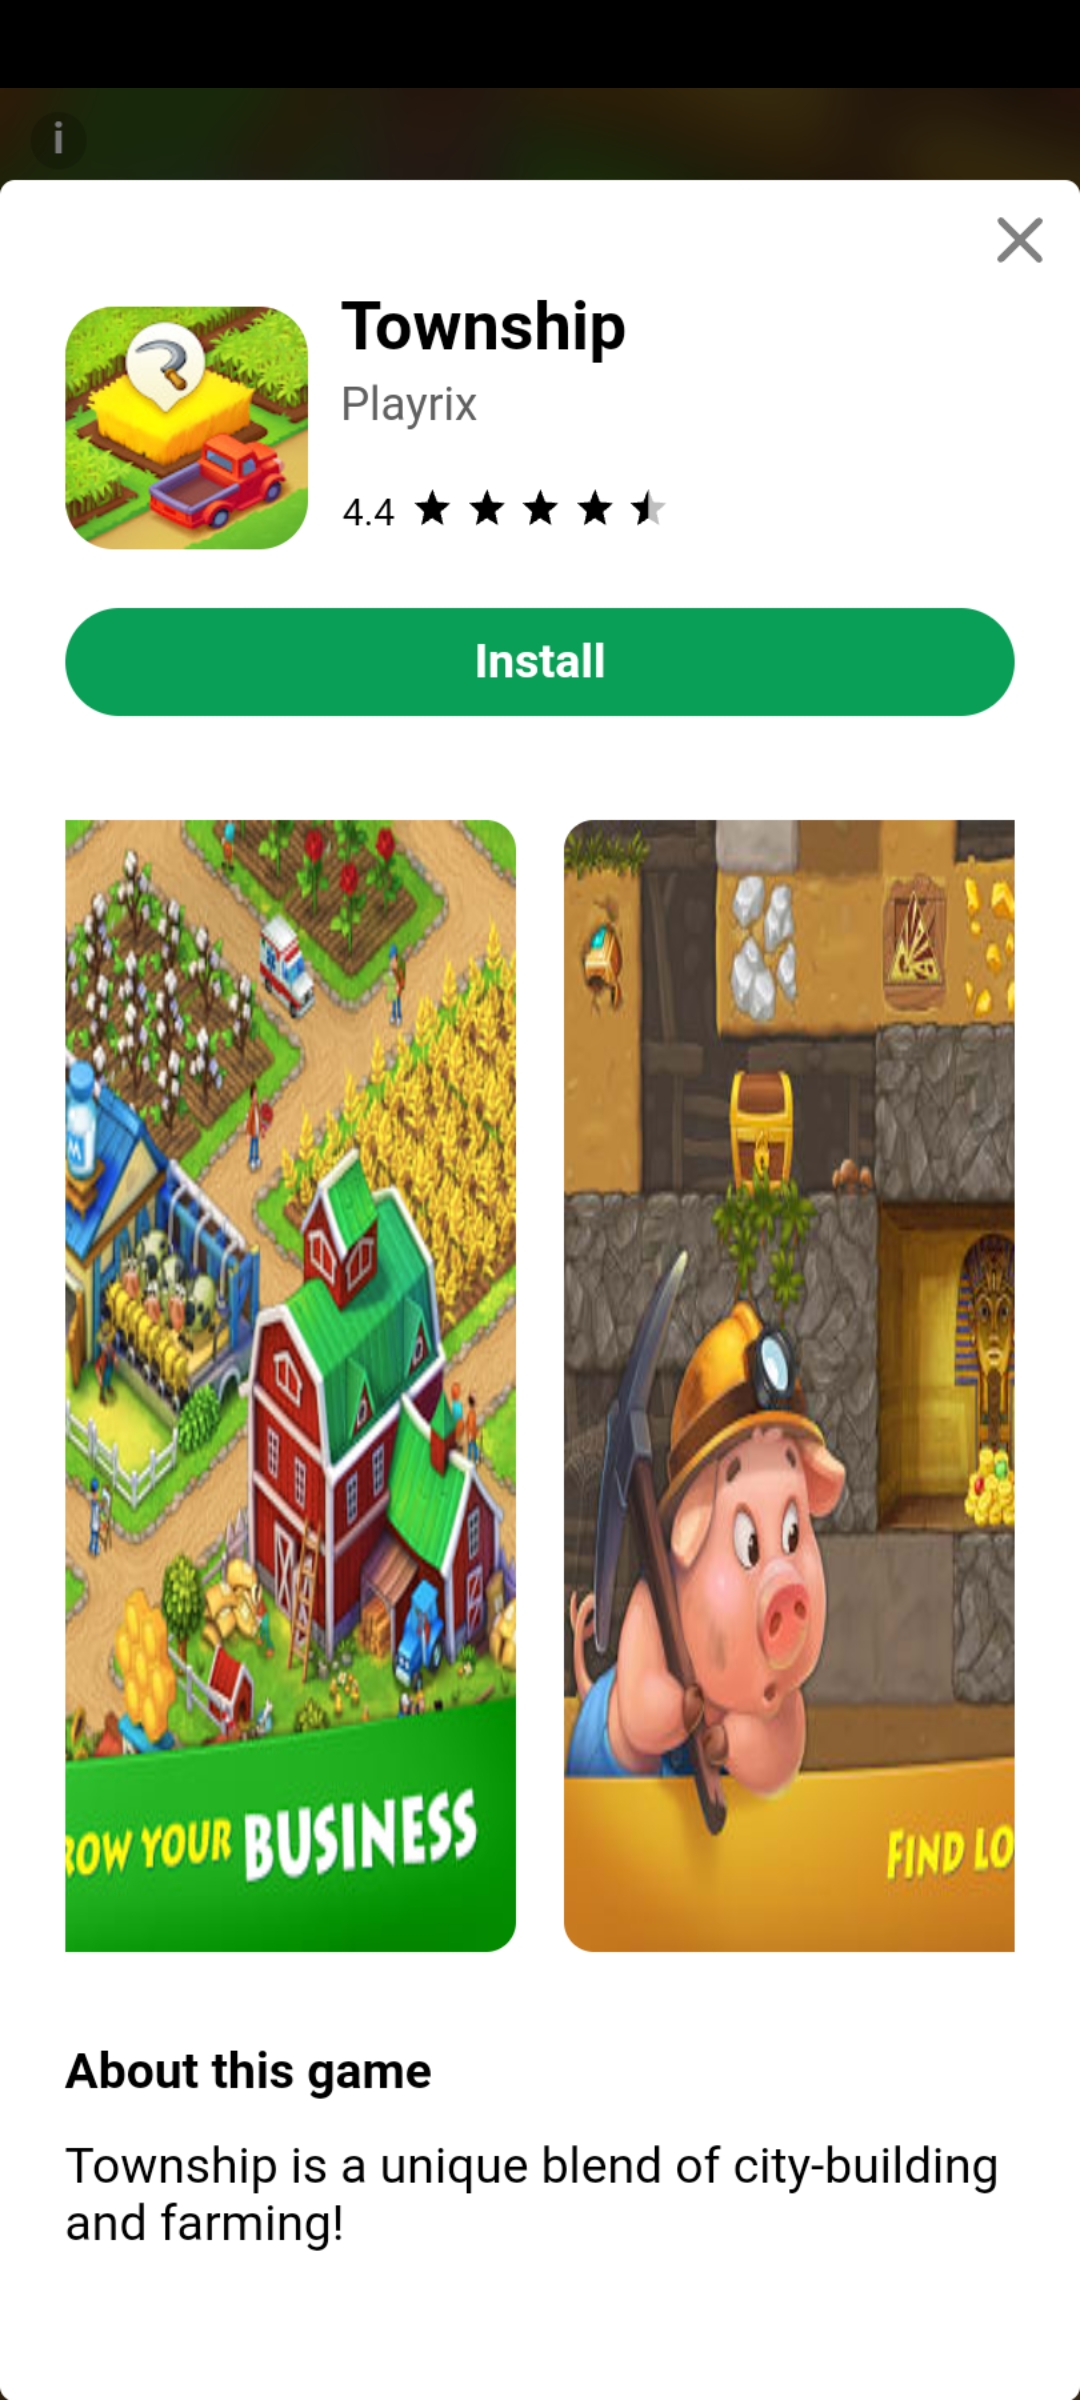 i
Township
Playrix
4.4
Install
M
ROW YOUR BUSINESS
FIND LO
About this game
Township is a unique blend of city-building
and farming!